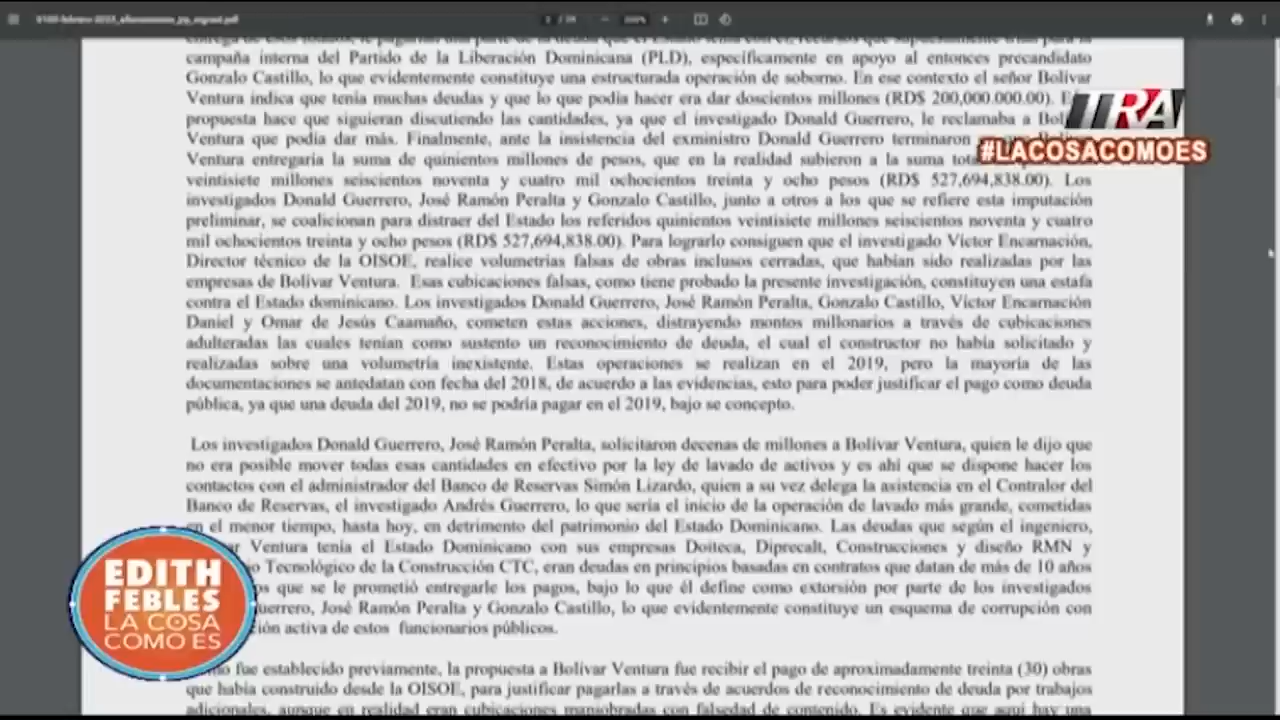 campaña interna del Partido de la Liberación Dominicana (PLD), específicamente en apoyo al entonces precandidato
Gonzalo Castillo, lo que evidentemente constituye una estructurada operación de soborno. En ese contexto el señor Bolívar
Ventura indica que tenía muchas deudas y que lo que podía hacer era dar doscientos millones (RD$ 200,000.000.00).
TRA
propuesta hace que siguieran discutiendo las cantidades, ya que el investigado Donald Guerrero, le reclamaba a
Ventura que podía dar más. Finalmente, ante la insistencia del exministro Donald Guerrero terminaron
#LACOSACOMOES
Ventura entregaría la suma de quinientos millones de pesos, que en la realidad subieron a la suma
veintisiete millones seiscientos noventa y cuatro mil ochocientos treinta y ocho pesos (RD$ 527,694,838.00). Los
investigados Donald Guerrero, José Ramón Peralta y Gonzalo Castillo, junto a otros a los que se refiere esta imputación
preliminar, se coalicionan para distraer del Estado los referidos quinientos veintisiete millones seiscientos noventa y cuatro
mil ochocientos treinta y ocho pesos (RD$ 527,694,838.00). Para lograrlo consiguen que el investigado Víctor Encarnación,
Director técnico de la OISOE, realice volumetrías falsas de obras inclusos cerradas, que habían sido realizadas por las
empresas de Bolívar Ventura. Esas cubicaciones falsas, como tiene probado la presente investigación, constituyen una estafa
contra el Estado dominicano. Los investigados Donald Guerrero, José Ramón Peralta, Gonzalo Castillo, Víctor Encarnación
Daniel y Omar de Jesús Caamaño, cometen estas acciones, distrayendo montos millonarios a través de cubicaciones
adulteradas las cuales tenían como sustento un reconocimiento de deuda, el cual el constructor no había solicitado y
realizadas sobre una volumetría inexistente. Estas operaciones se realizan en el 2019, pero la mayoría de las
documentaciones se antedatan con fecha del 2018, de acuerdo a las evidencias, esto para poder justificar el pago como deuda
pública, ya que una deuda del 2019, no se podría pagar en el 2019, bajo se concepto.
Los investigados Donald Guerrero, José Ramón Peralta, solicitaron decenas de millones a Bolívar Ventura, quien le dijo que
no era posible mover todas esas cantidades en efectivo por la ley de lavado de activos y es ahí que se dispone hacer los
contactos con el administrador del Banco de Reservas Simón Lizardo, quien a su vez delega la asistencia en el Contralor del
Banco de Reservas, el investigado Andrés Guerrero, lo que sería el inicio de la operación de lavado más grande, cometidas
en el menor tiempo, hasta hoy, en detrimento del patrimonio del Estado Dominicano. Las deudas que según el ingeniero,
Ventura tenía el Estado Dominicano con sus empresas Doiteca, Diprecalt, Construcciones y diseño RMN y
Tecnológico de la Construcción CTC, eran deudas en principios basadas en contratos que datan de más de 10 años
que se le prometió entregarle los pagos, bajo lo que él define como extorsión por parte de los investigados
Guerrero, José Ramón Peralta y Gonzalo Castillo, lo que evidentemente constituye un esquema de corrupción con
activa de estos funcionarios públicos.
EDITH
FEBLES
LA COSA
COMO ES
fue establecido previamente, la propuesta a Bolívar Ventura fue recibir el pago de aproximadamente treinta (30) obras
que había construido desde la OISOE, para justificar pagarlas a través de acuerdos de reconocimiento de deuda por trabajos
adicionales, aunque en realidad eran cubicaciones maniobradas con falsedad de contenido. Es evidente que aquí hay una